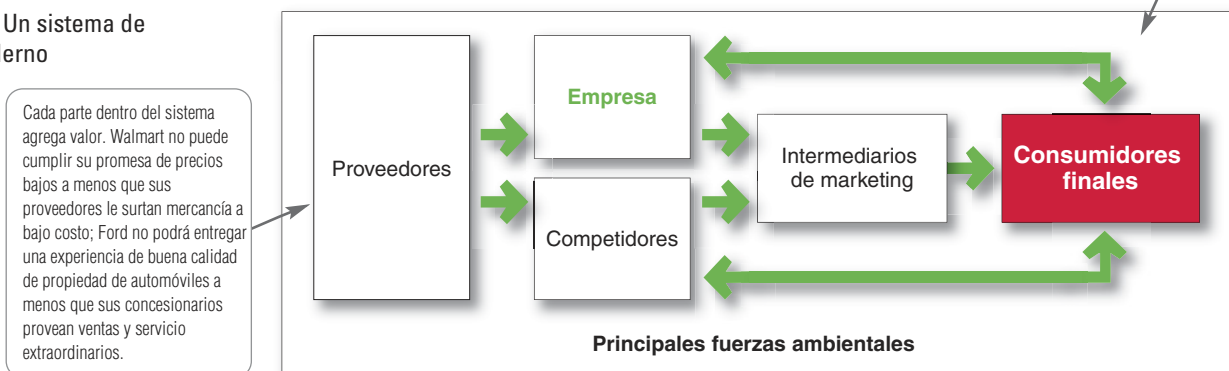 Un sistema de
Cada parte dentro del sistema
agrega valor. Walmart no puede
cumplir su promesa de precios
bajos a menos que sus
proveedores le surtan mercancía a
bajo costo; Ford no podrá entregar
una experiencia de buena calidad
de propiedad de automóviles a
menos que sus concesionarios
provean ventas y servicio
extraordinarios.
Proveedores
Empresa
Competidores
Intermediarios
de marketing
Consumidores
finales
Principales fuerzas ambientales